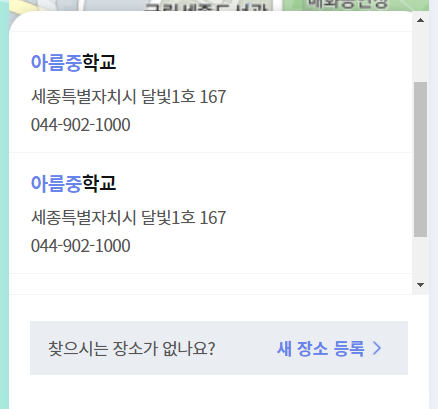 아름중학교
세종특별자치시 달빛1호 167
044-902-1000
아름중학교
세종특별자치시 달빛1호 167
044-902-1000
찾으시는 장소가 없나요? 새 장소 등록